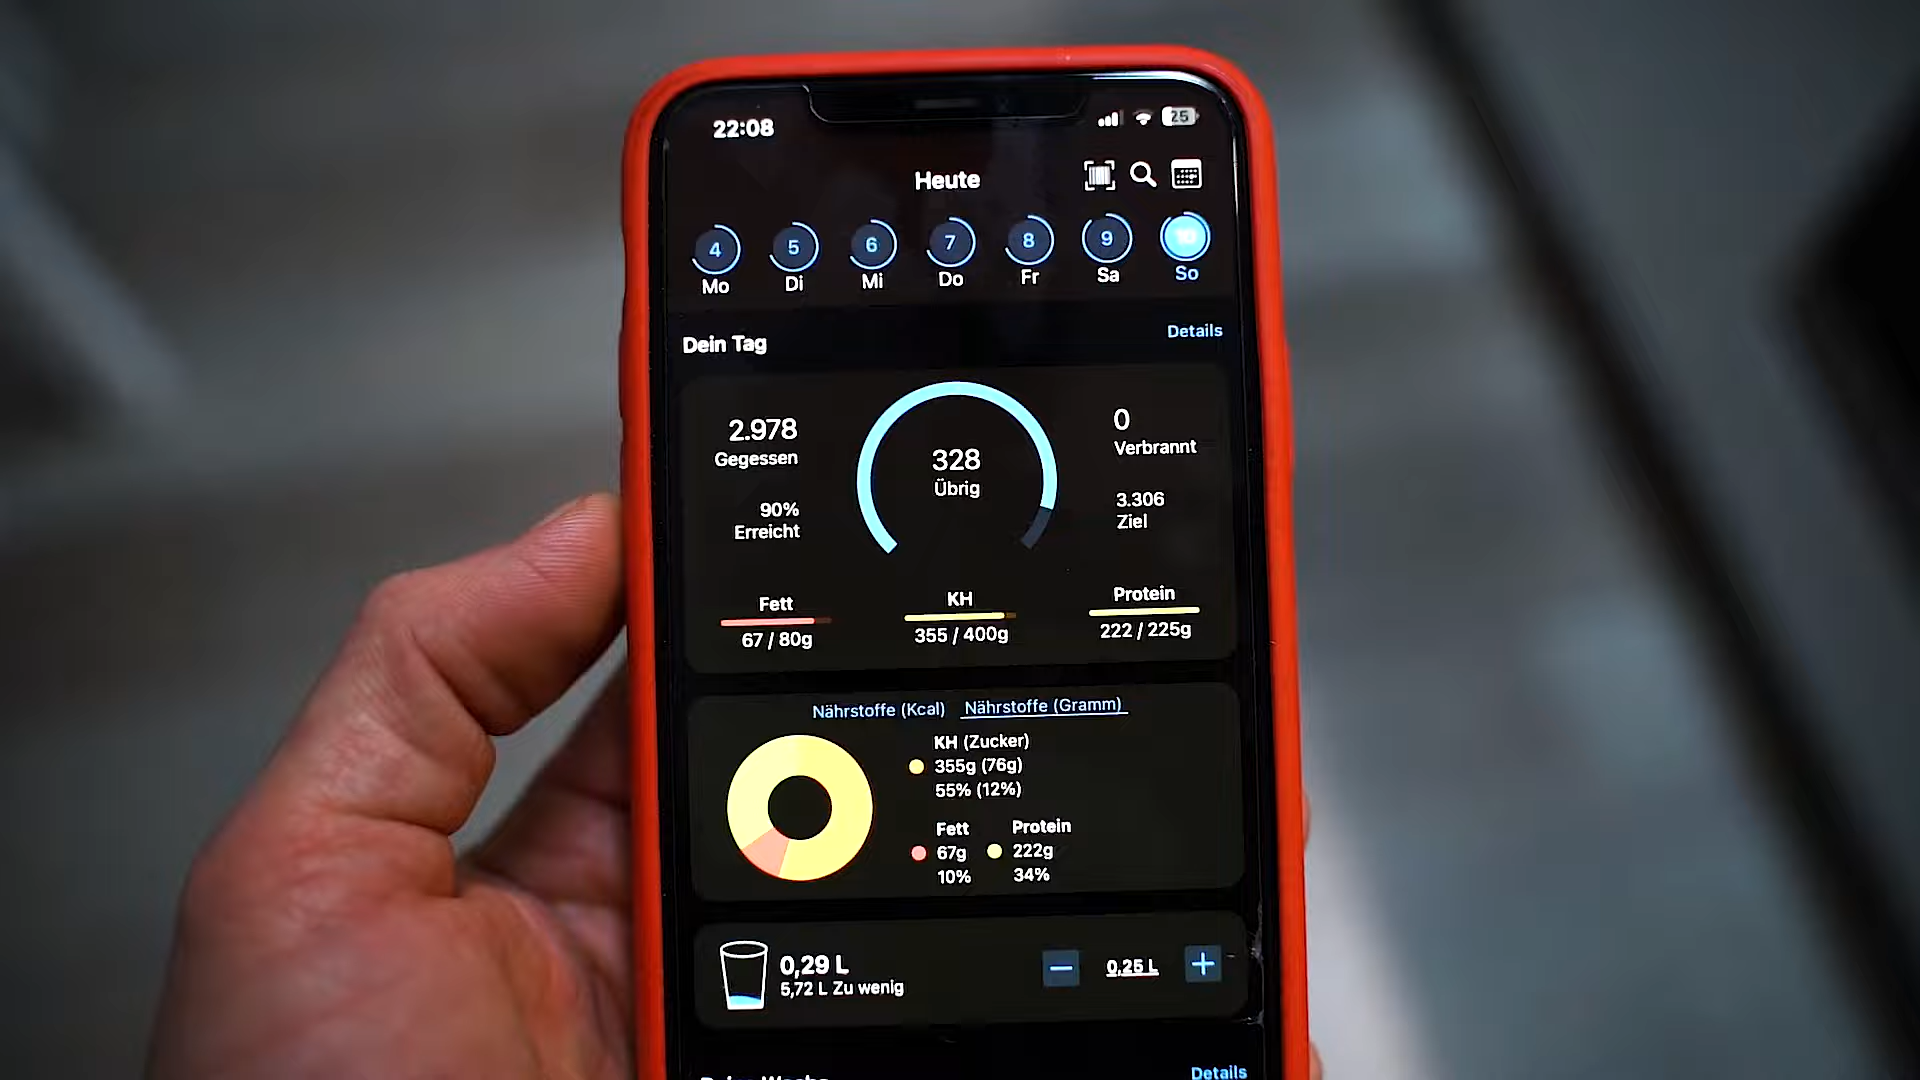 22:08
25
Heute
4 5 6 7 8 9 10
Mo Di Mi Do Fr Sa So
Dein Tag
Details
2.978
Gegessen
328
Übrig
0
Verbrannt
90%
Erreicht
3.306
Ziel
Fett
KH
Protein
67 / 80g
355 / 400g
222 / 225g
Nährstoffe (Kcal) Nährstoffe (Gramm)
KH (Zucker)
355g (76g)
55% (12%)
Fett
Protein
67g
222g
10%
34%
0,29 L
5,72 L Zu wenig
0,25 L
Details